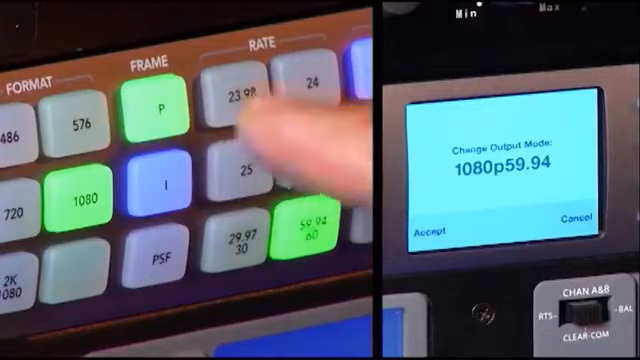 FORMAT
FRAME
RATE
486
576
P
23.98
24
720
1080
I
25
2K
1080
PSF
29.97
30
59.94
60
Min
Max
Change Output Mode:
1080p59.94
Accept
Cancel
CHAN A&B
RTS
BAL
CLEAR-COM